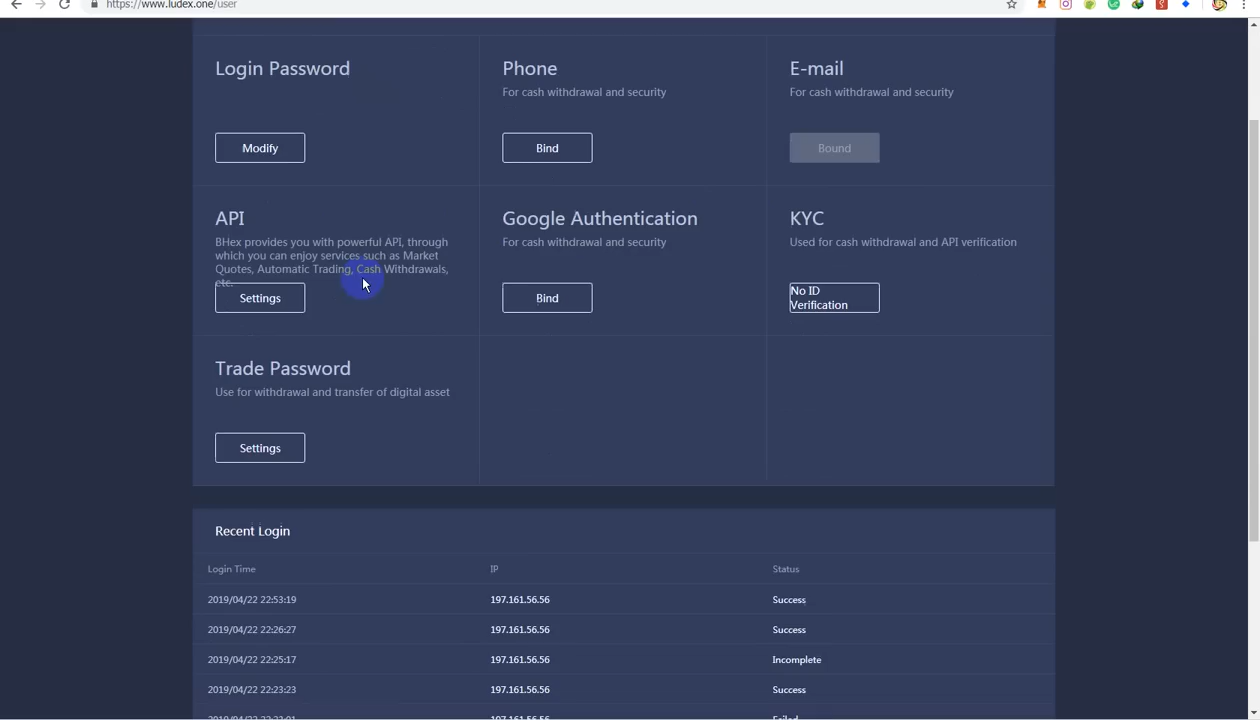 https://www.ludex.one/user
Login Password
Phone
E-mail
For cash withdrawal and security
For cash withdrawal and security
Modify
Bind
Bound
API
Google Authentication
KYC
BHex provides you with powerful API, through
which you can enjoy services such as Market
Quotes, Automatic Trading, Cash Withdrawals,
etc.
For cash withdrawal and security
Used for cash withdrawal and API verification
Settings
Bind
No ID
Verification
Trade Password
Use for withdrawal and transfer of digital asset
Settings
Recent Login
Login Time IP Status
2019/04/22 22:53:19 197.161.56.56 Success
2019/04/22 22:26:27 197.161.56.56 Success
2019/04/22 22:25:17 197.161.56.56 Incomplete
2019/04/22 22:23:23 197.161.56.56 Success
197.161.56.56 Failed